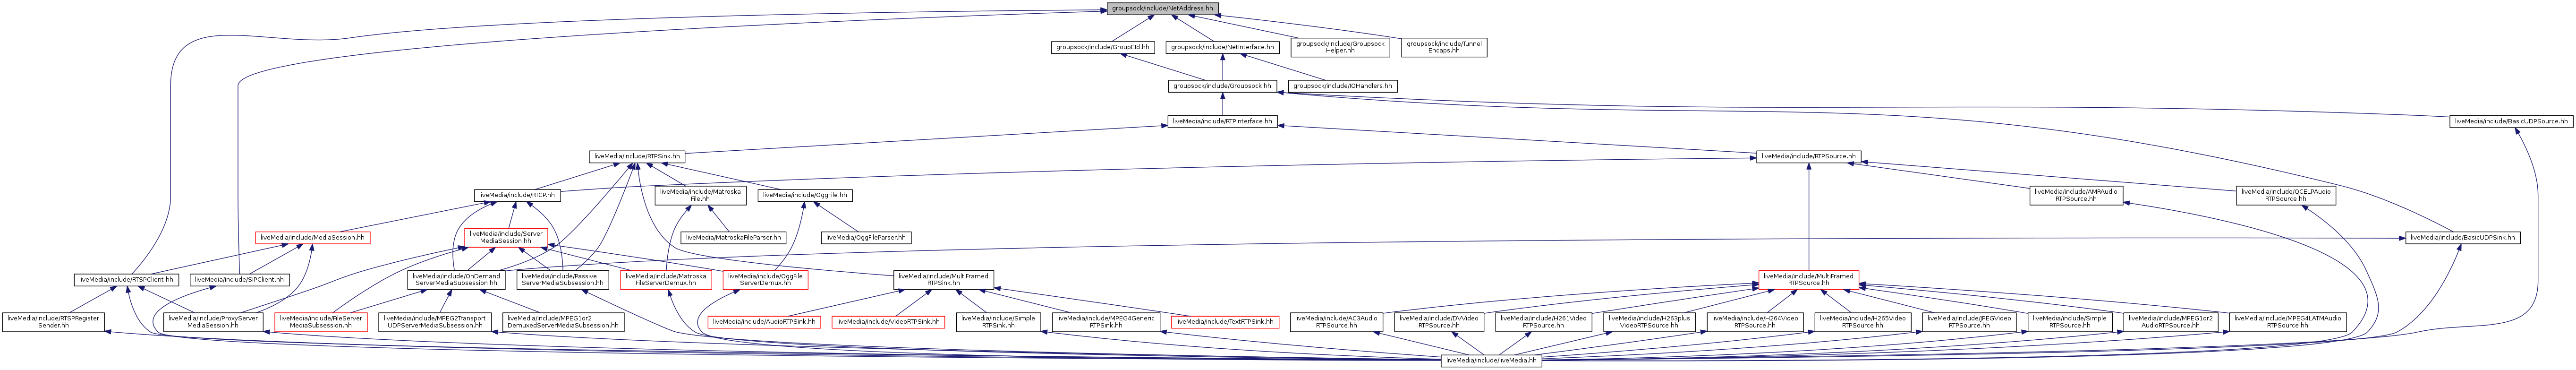 groupsock/include/NetAddress.hh
groupsock/include/GroupEId.hh
groupsock/include/NetInterface.hh
groupsock/include/Groupsock
Helper.hh
groupsock/include/Tunnel
Encaps.hh
groupsock/include/Groupsock.hh
groupsock/include/IOHandlers.hh
liveMedia/include/RTPInterface.hh
liveMedia/include/BasicUDPSource.hh
liveMedia/include/RTPSink.hh
liveMedia/include/RTPSource.hh
liveMedia/include/RTCP.hh
liveMedia/include/Matroska
File.hh
liveMedia/include/OggFile.hh
liveMedia/include/AMRAudio
RTPSource.hh
liveMedia/include/QCELPAudio
RTPSource.hh
liveMedia/include/MediaSession.hh
liveMedia/include/Server
MediaSession.hh
liveMedia/MatroskaFileParser.hh
liveMedia/OggFileParser.hh
liveMedia/include/BasicUDPSink.hh
liveMedia/include/RTSPClient.hh
liveMedia/include/SIPClient.hh
liveMedia/include/OnDemand
ServerMediaSubsession.hh
liveMedia/include/Passive
ServerMediaSubsession.hh
liveMedia/include/Matroska
FileServerDemux.hh
liveMedia/include/OggFile
ServerDemux.hh
liveMedia/include/MultiFramed
RTPSink.hh
liveMedia/include/MultiFramed
RTPSource.hh
liveMedia/include/RTSPRegister
Sender.hh
liveMedia/include/ProxyServer
MediaSession.hh
liveMedia/include/FileServer
MediaSubsession.hh
liveMedia/include/MPEG2Transport
UDPServerMediaSubsession.hh
liveMedia/include/MPEG1or2
DemuxedServerMediaSubsession.hh
liveMedia/include/AudioRTPSink.hh
liveMedia/include/VideoRTPSink.hh
liveMedia/include/Simple
RTPSink.hh
liveMedia/include/MPEG4Generic
RTPSink.hh
liveMedia/include/TextRTPSink.hh
liveMedia/include/AC3Audio
RTPSource.hh
liveMedia/include/DVVideo
RTPSource.hh
liveMedia/include/H261Video
RTPSource.hh
liveMedia/include/H263plus
VideoRTPSource.hh
liveMedia/include/H264Video
RTPSource.hh
liveMedia/include/H265Video
RTPSource.hh
liveMedia/include/JPEGVideo
RTPSource.hh
liveMedia/include/Simple
RTPSource.hh
liveMedia/include/MPEG1or2
AudioRTPSource.hh
liveMedia/include/MPEG4LATMAudio
RTPSource.hh
liveMedia/include/liveMedia.hh